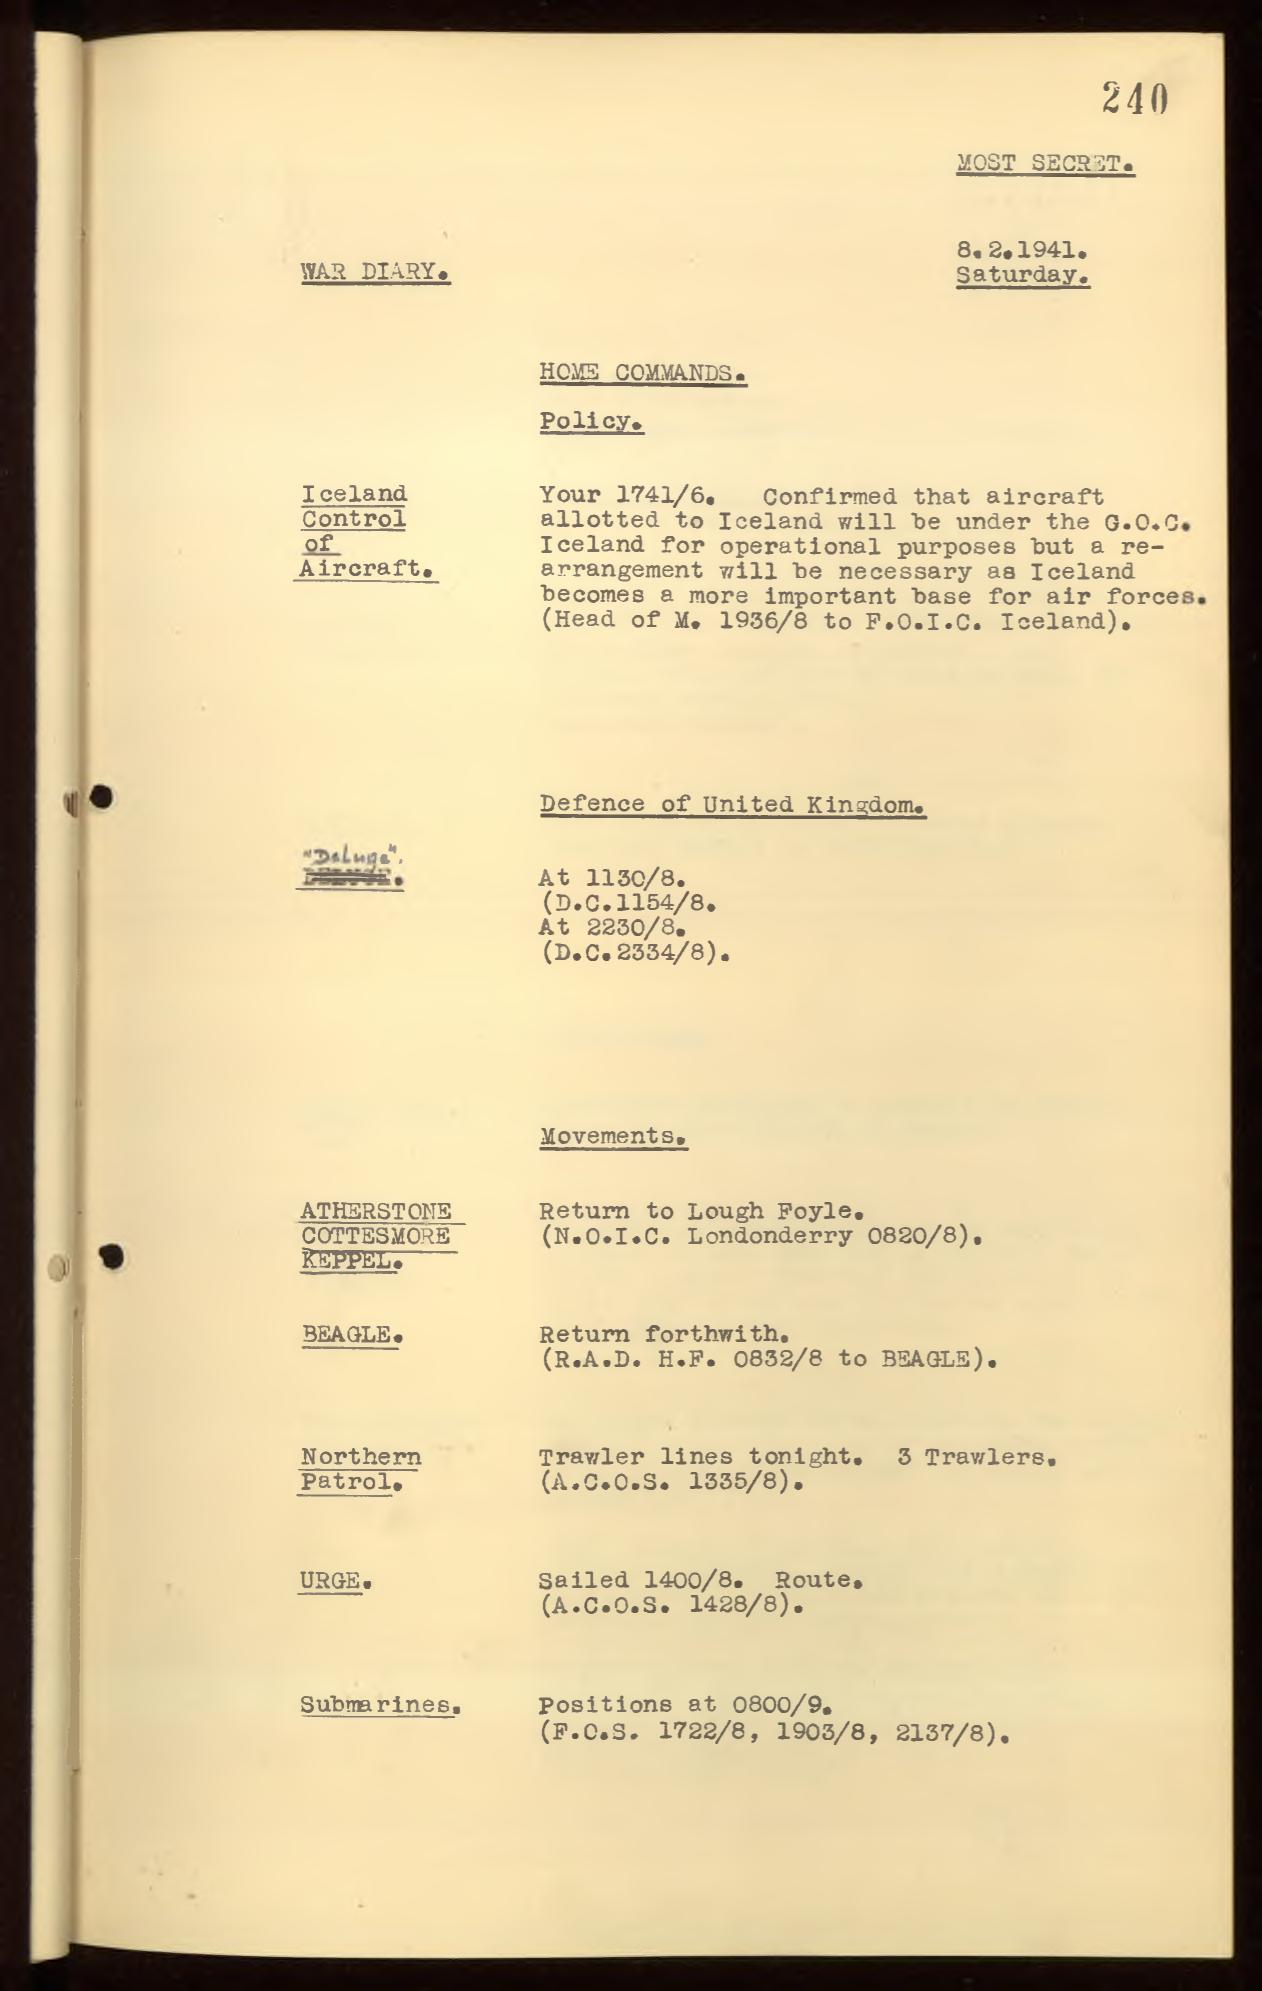 240
MOST SECRET.
8.2.1941.
Saturday.
WAR DIARY.
HOME COMMANDS.
Policy.
Iceland
Control
of
Aircraft.
Your 1741/6. Confirmed that aircraft
allotted to Iceland will be under the G.O.C.
Iceland for operational purposes but a re-
arrangement will be necessary as Iceland
becomes a more important base for air forces.
(Head of M. 1936/8 to F.O.I.C. Iceland).
Defence of United Kingdom.
"Deluge".
DELUGE.
At 1130/8.
(D.C.1154/8.
At 2230/8.
(D.C.2334/8).
Movements.
ATHERSTONE
COTTESMORE
KEPPEL.
Return to Lough Foyle.
(N.O.I.C. Londonderry 0820/8).
BEAGLE.
Return forthwith.
(R.A.D. H.F. 0832/8 to BEAGLE).
Northern
Patrol.
Trawler lines tonight. 3 Trawlers.
(A.C.O.S. 1335/8).
URGE.
Sailed 1400/8. Route.
(A.C.O.S. 1428/8).
Submarines.
Positions at 0800/9.
(F.O.S. 1722/8, 1903/8, 2137/8).